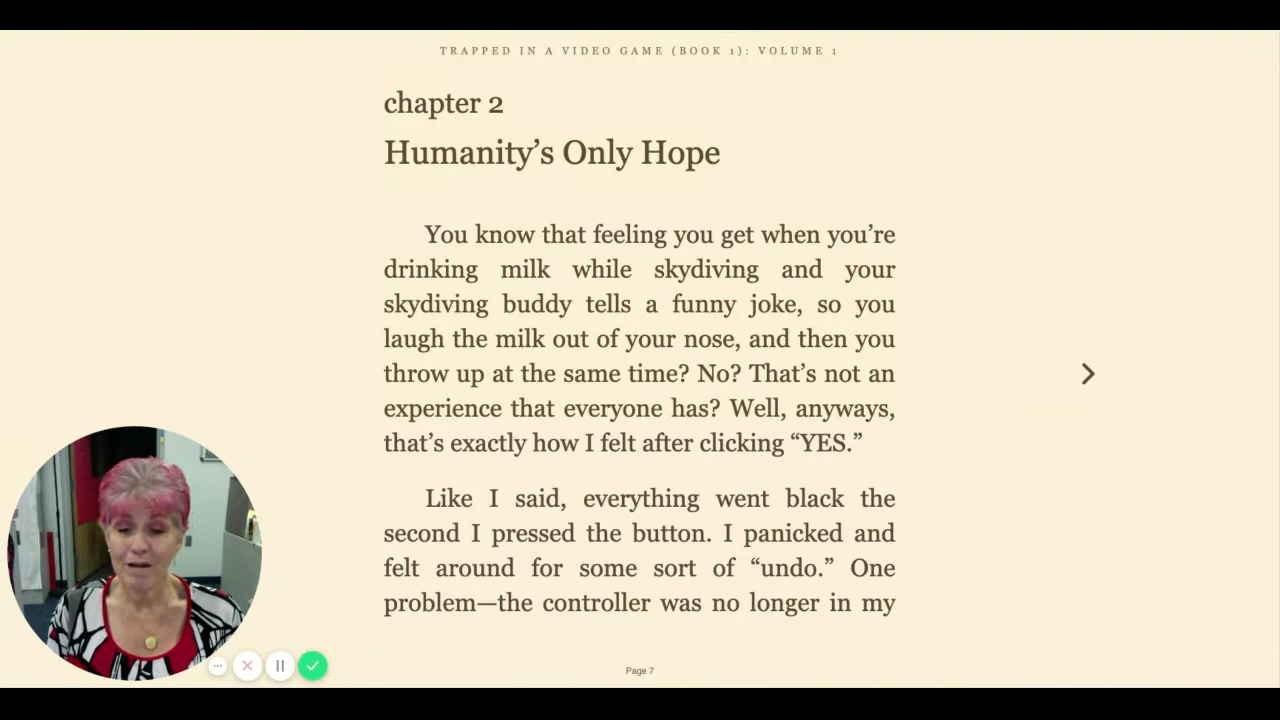 TRAPPED IN A VIDEO GAME (BOOK 1): VOLUME 1
chapter 2
Humanity’s Only Hope
You know that feeling you get when you’re
drinking milk while skydiving and your
skydiving buddy tells a funny joke, so you
laugh the milk out of your nose, and then you
throw up at the same time? No? That’s not an
experience that everyone has? Well, anyways,
that’s exactly how I felt after clicking “YES.”
Like I said, everything went black the
second I pressed the button. I panicked and
felt around for some sort of “undo.” One
problem—the controller was no longer in my
Page 7